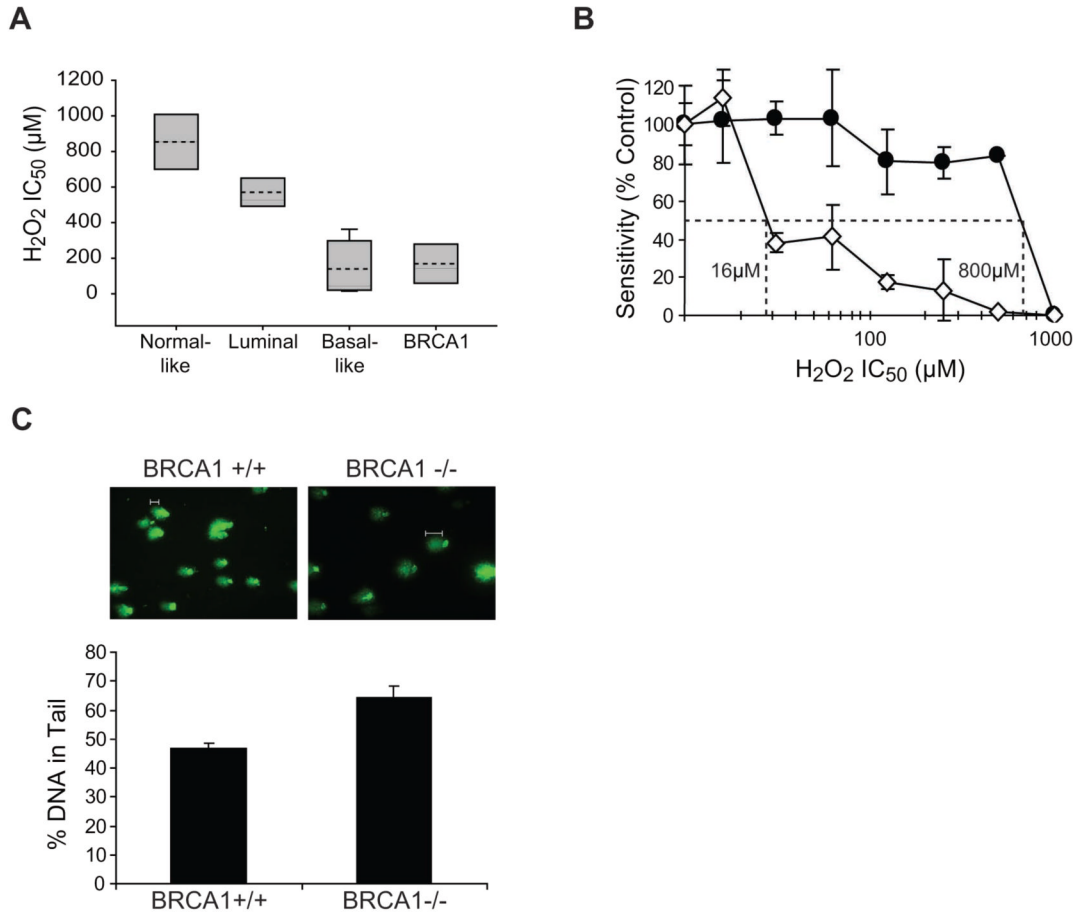 A
H2O2 IC50 (µM)
1200
1000
800
600
400
200
0
Normal-
like
Luminal
Basal-
like
BRCA1
B
Sensitivity (% Control)
120
100
80
60
40
20
0
16µM
800µM
100
1000
H2O2 IC50 (µM)
C
BRCA1 +/+
BRCA1 -/-
% DNA in Tail
80
70
60
50
40
30
20
10
0
BRCA1+/+
BRCA1-/-